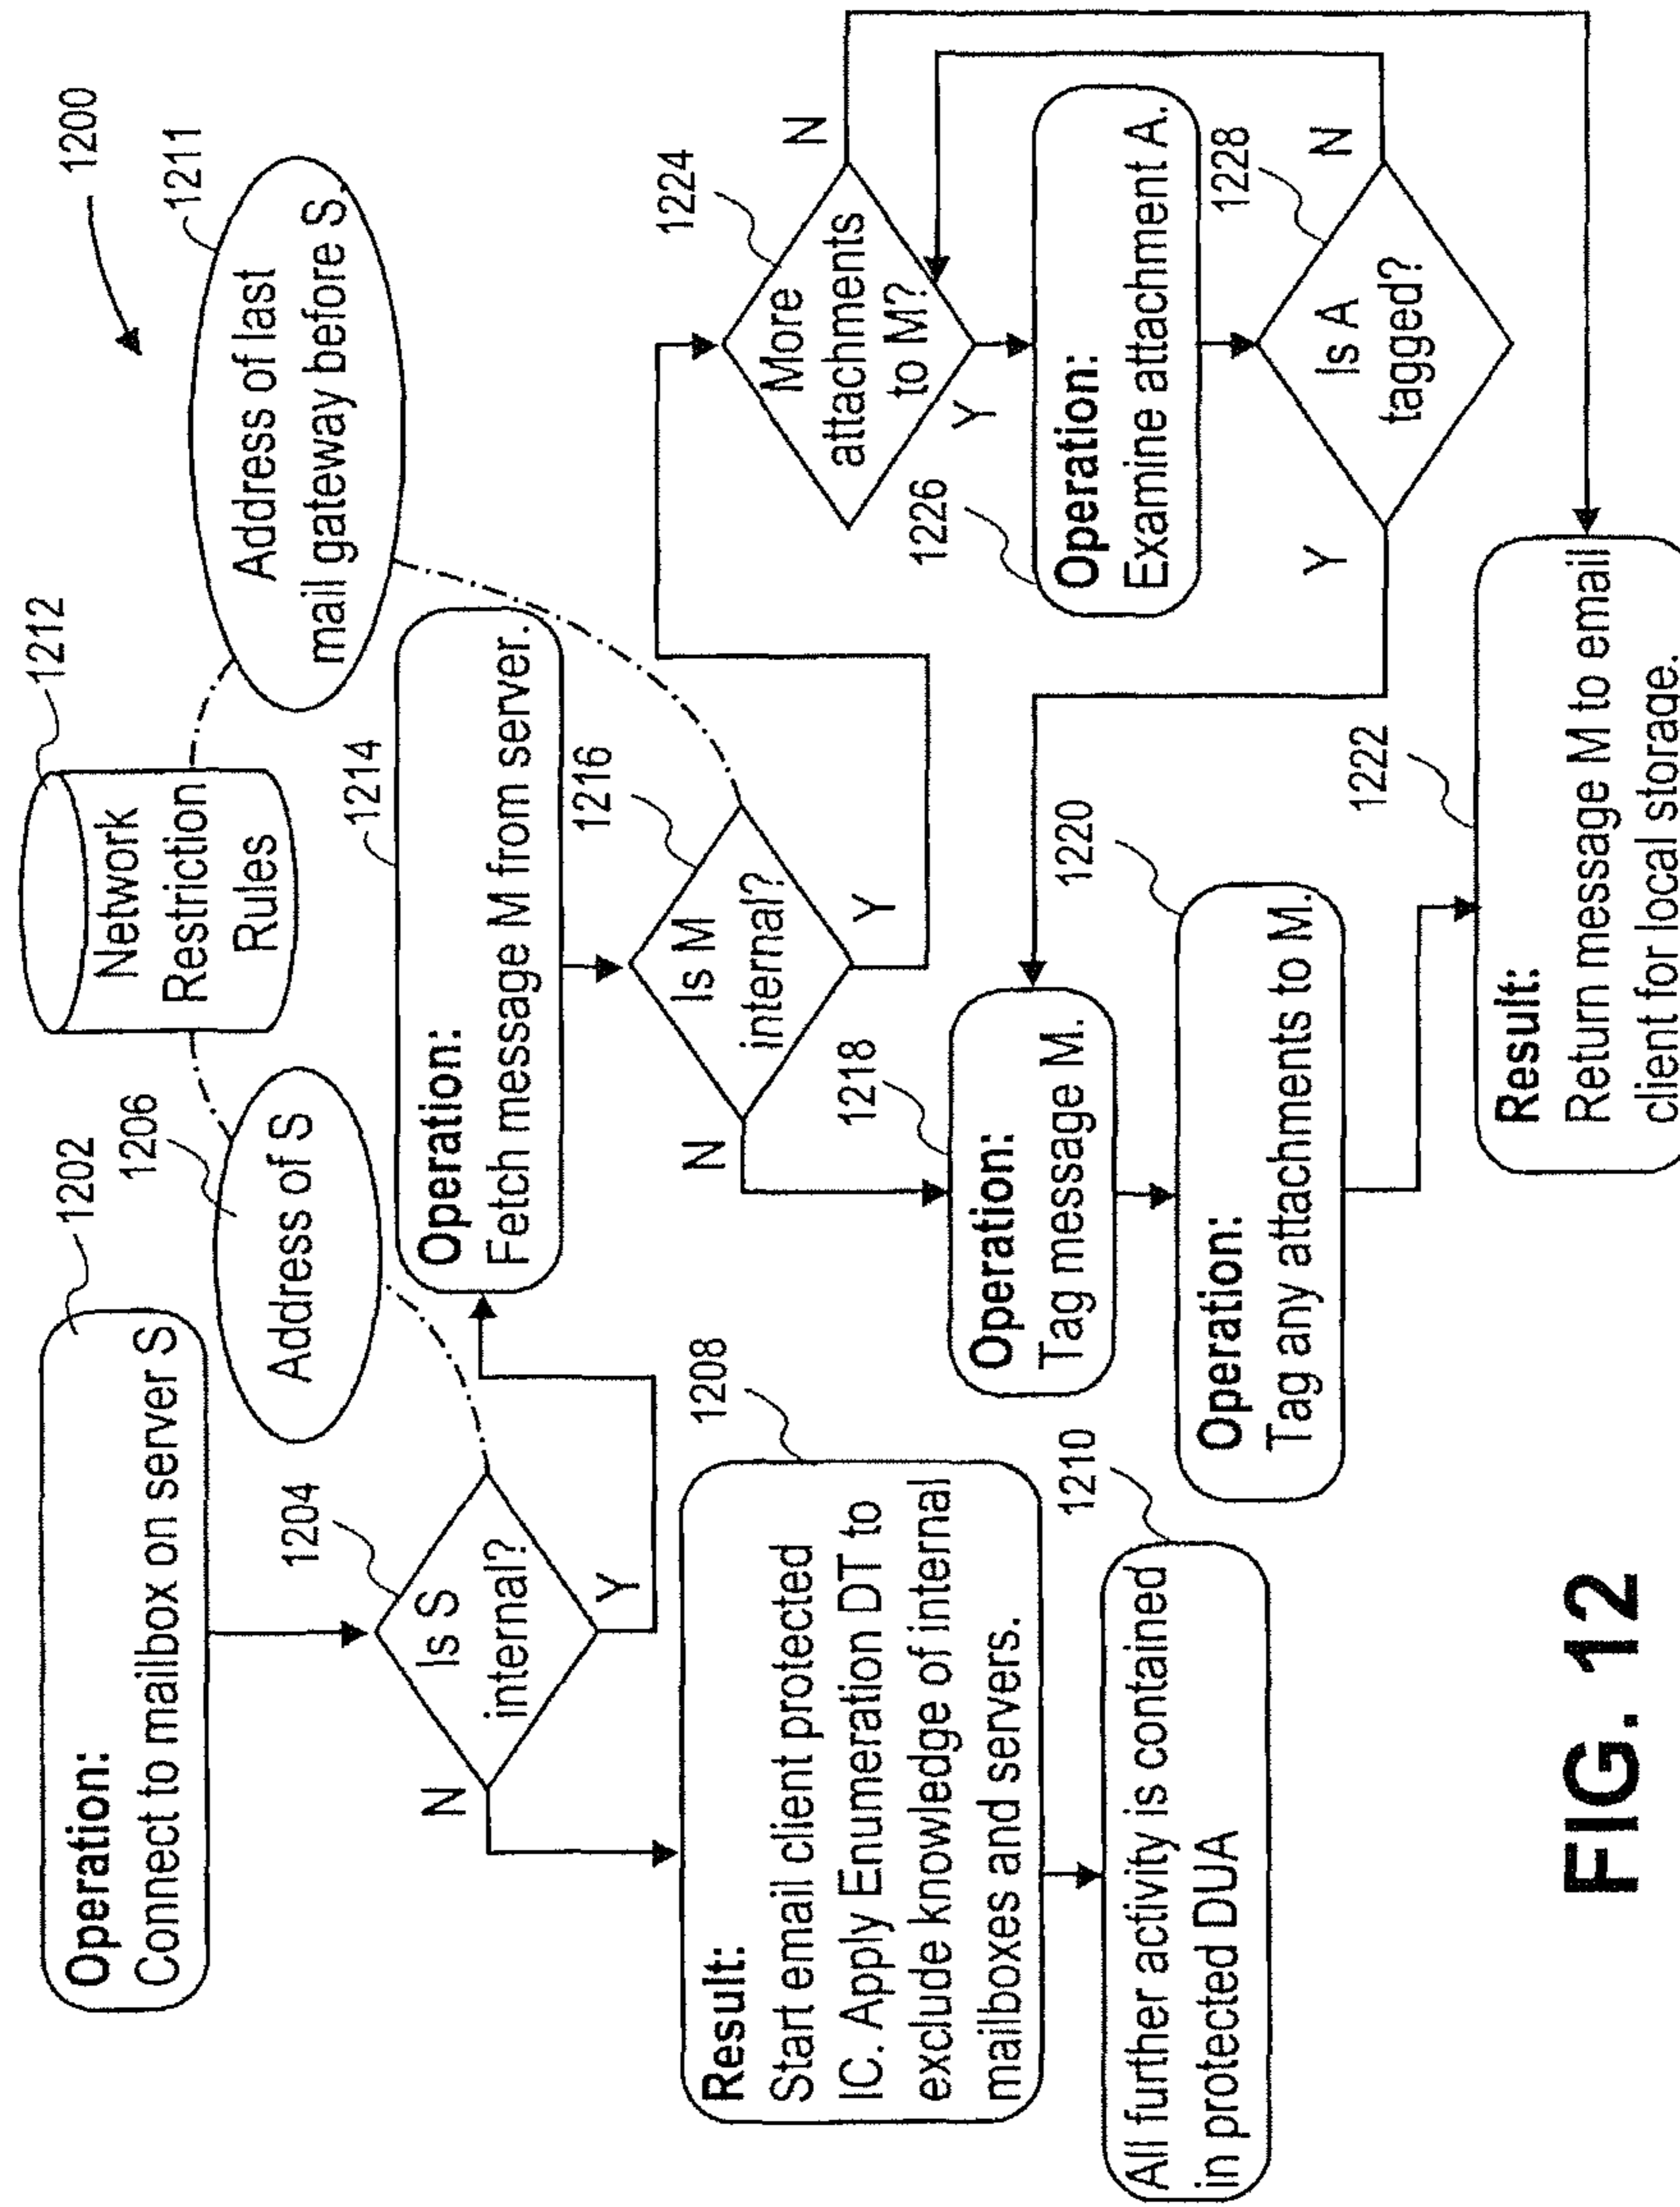 1200
Operation:
Connect to mailbox on server S
1202
Is S
internal?
1204
N
Y
Address of S
1206
Network
Restriction
Rules
1212
Address of last
mail gateway before S.
1211
Result:
Start email client protected
IC. Apply Enumeration DT to
exclude knowledge of internal
mailboxes and servers.
1208
All further activity is contained
in protected DUA
1210
Operation:
Fetch message M from server.
1214
Is M
internal?
1216
N
Y
Operation:
Tag message M.
1218
Operation:
Tag any attachments to M.
1220
More
attachments
to M?
1224
N
Y
Operation:
Examine attachment A.
1226
Is A
tagged?
1228
Y
N
Result:
Return message M to email
client for local storage.
1222
FIG. 12